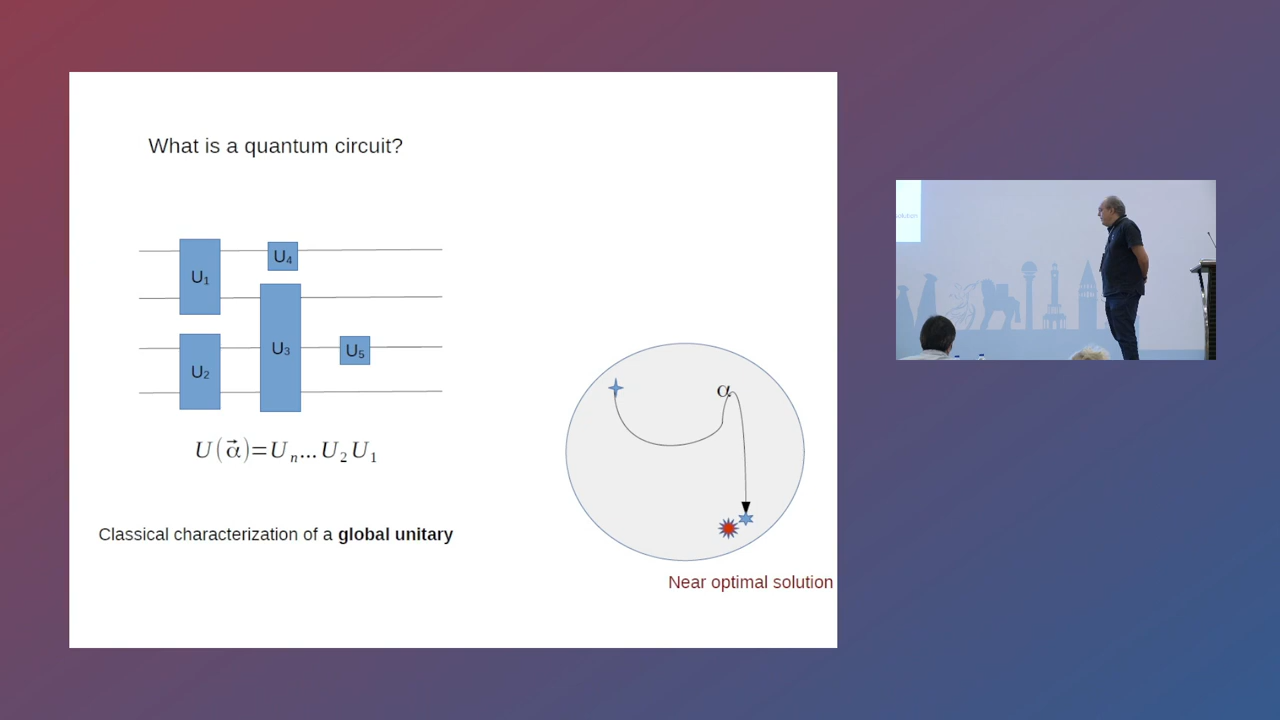 What is a quantum circuit?
U₁
U₄
U₃
U₂
U₅
U(α⃗)=Uₙ...U₂U₁
Classical characterization of a global unitary
α
Near optimal solution
solution